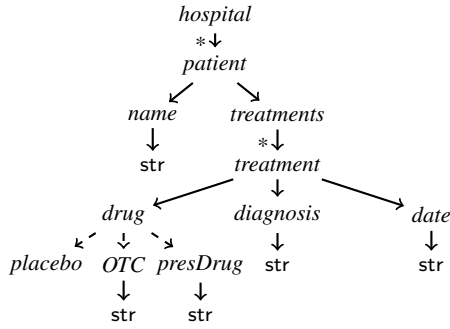 hospital
*
patient
name treatments
str *
treatment
drug diagnosis date
placebo OTC presDrug str str
str str